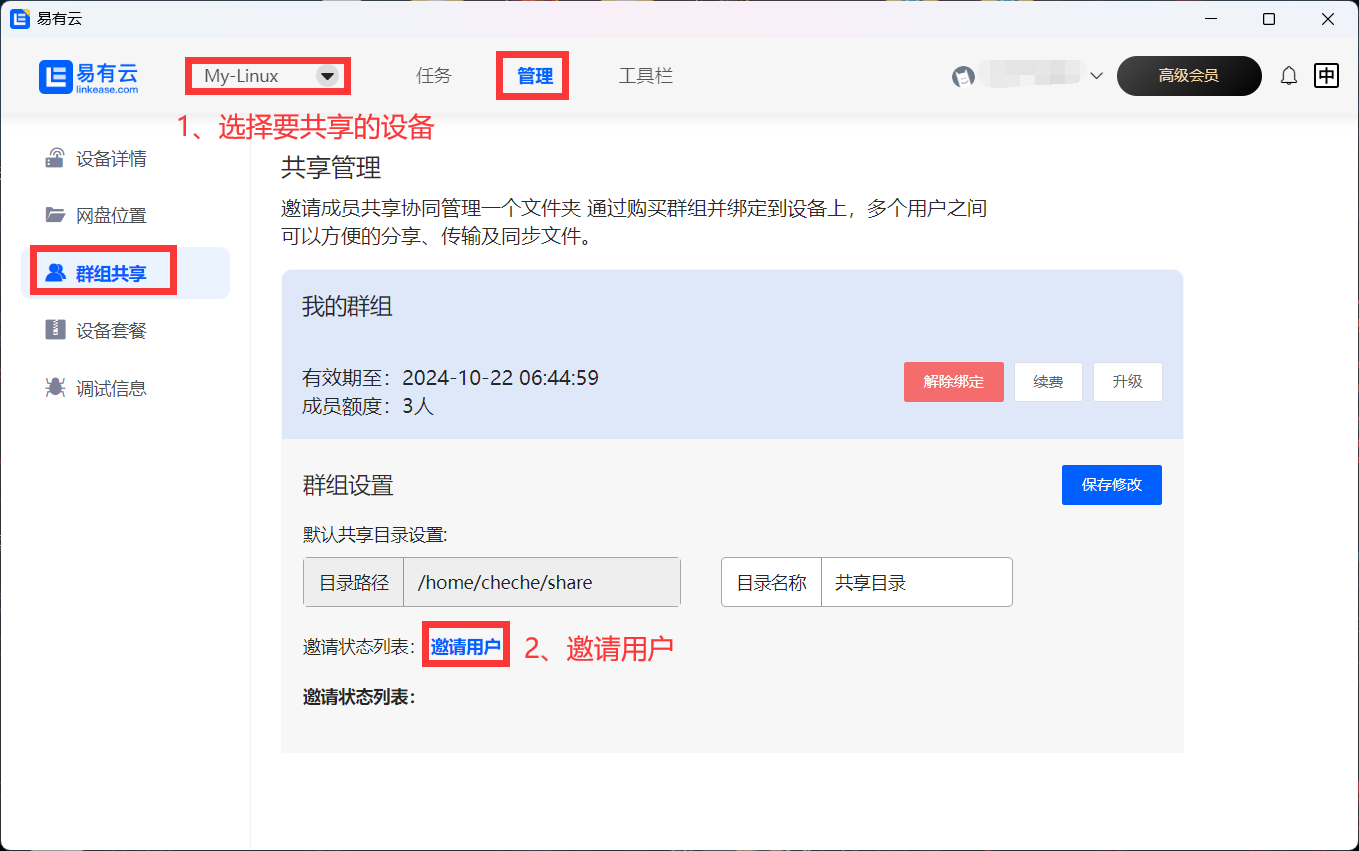 易有云
易有云
linkease.com
My-Linux
任务
管理
工具栏
高级会员
中
1、选择要共享的设备
设备详情
网盘位置
群组共享
设备套餐
调试信息
共享管理
邀请成员共享协同管理一个文件夹 通过购买群组并绑定到设备上，多个用户之间
可以方便的分享、传输及同步文件。
我的群组
有效期至：2024-10-22 06:44:59
成员额度：3人
解除绑定
续费
升级
群组设置
保存修改
默认共享目录设置:
目录路径
/home/cheche/share
目录名称
共享目录
邀请状态列表：
邀请用户
2、邀请用户
邀请状态列表：